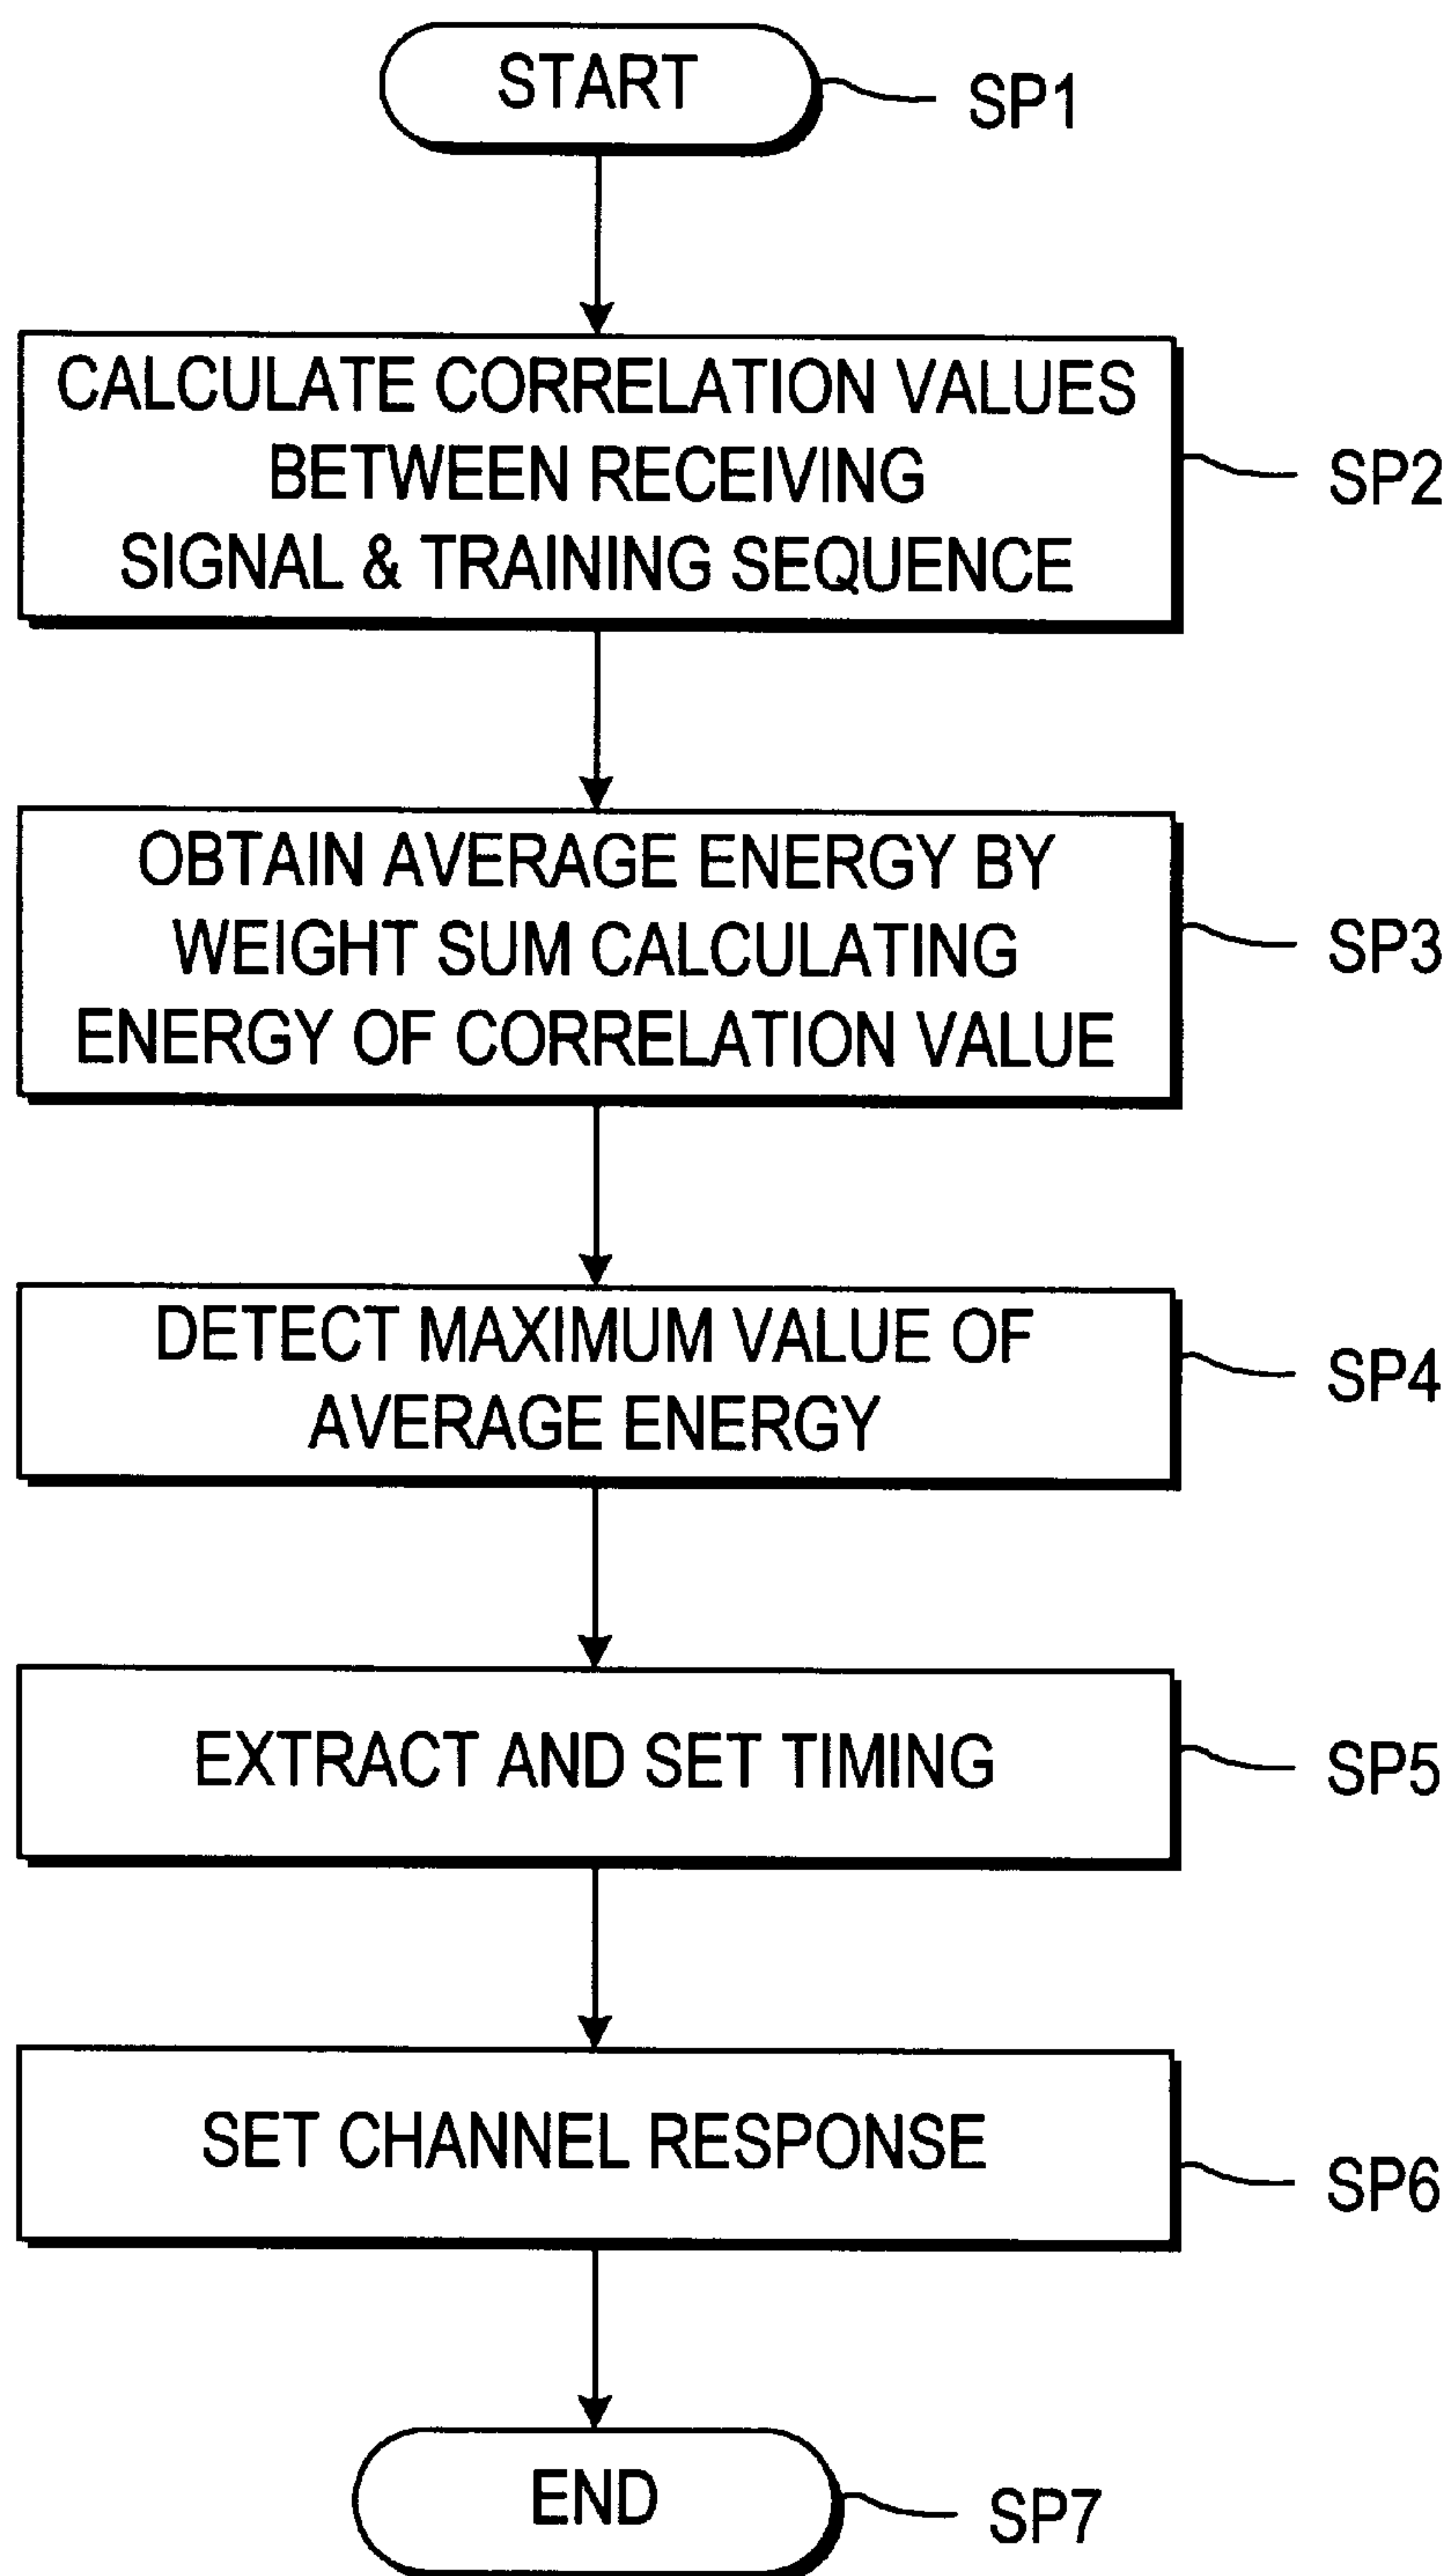 START
SP1
CALCULATE CORRELATION VALUES
BETWEEN RECEIVING
SIGNAL & TRAINING SEQUENCE
SP2
OBTAIN AVERAGE ENERGY BY
WEIGHT SUM CALCULATING
ENERGY OF CORRELATION VALUE
SP3
DETECT MAXIMUM VALUE OF
AVERAGE ENERGY
SP4
EXTRACT AND SET TIMING
SP5
SET CHANNEL RESPONSE
SP6
END
SP7